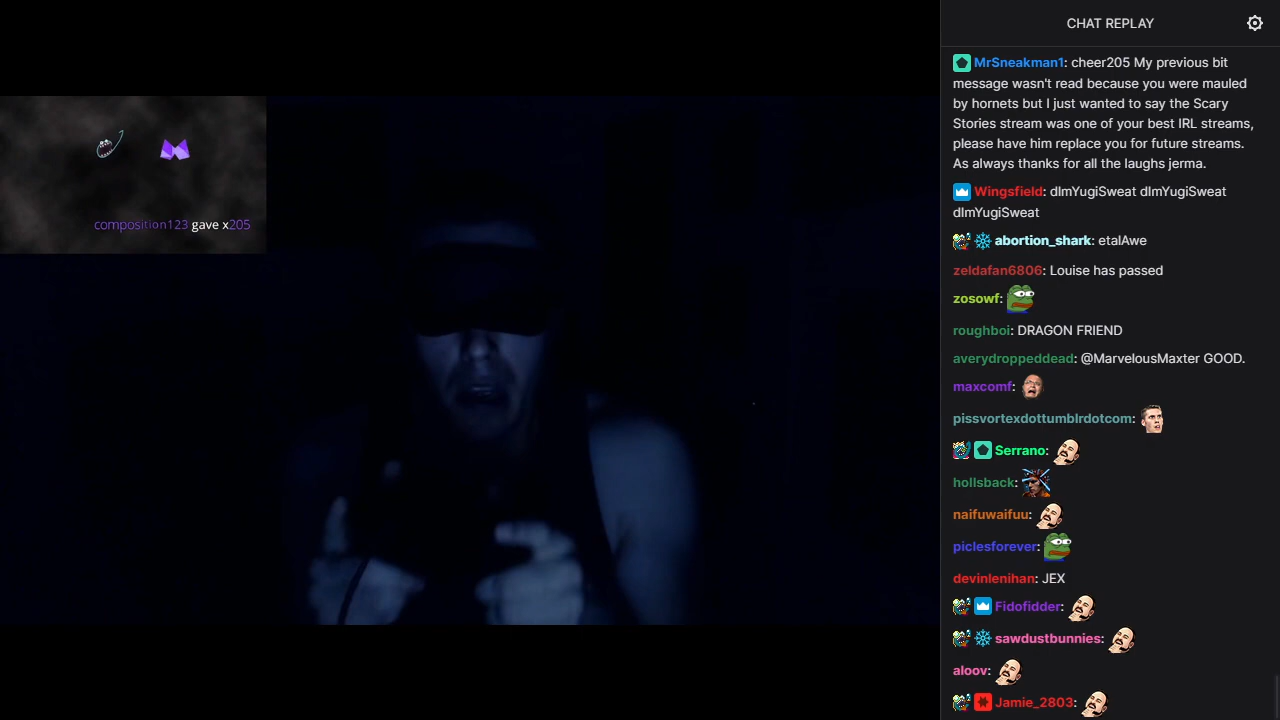 composition123 gave x205
CHAT REPLAY
MrSneakman1: cheer205 My previous bit
message wasn't read because you were mauled
by hornets but I just wanted to say the Scary
Stories stream was one of your best IRL streams,
please have him replace you for future streams.
As always thanks for all the laughs jerma.
Wingsfield: dImYugiSweat dImYugiSweat
dImYugiSweat
abortion_shark: etalAwe
zeldafan6806: Louise has passed
zosowf:
roughboi: DRAGON FRIEND
averydroppeddead: @MarvelousMaxter GOOD.
maxcomf:
pissvortexdottumblrdotcom:
Serrano:
hollsback:
naifuwaifuu:
piclesforever:
devinlenihan: JEX
Fidofidder:
sawdustbunnies:
aloov:
Jamie_2803: